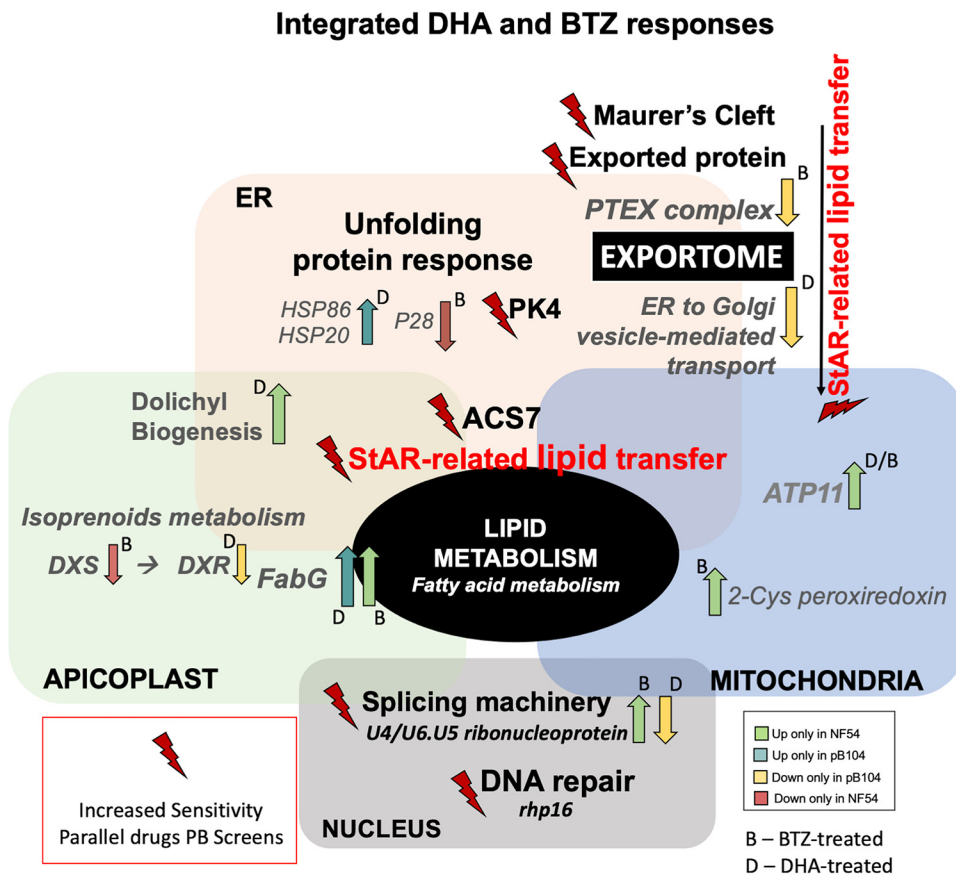 Integrated DHA and BTZ responses
Maurer's Cleft
Exported protein
B
PTEX complex
EXPORTOME
D
ER to Golgi
vesicle-mediated
transport
StAR-related lipid transfer
ER
Unfolding
protein response
HSP86
HSP20
D
P28
B
PK4
D
Dolichyl
Biogenesis
ACS7
StAR-related lipid transfer
D/B
ATP11
Isoprenoids metabolism
DXS
B
→
DXR
D
FabG
D
B
LIPID
METABOLISM
Fatty acid metabolism
B
2-Cys peroxiredoxin
APICOPLAST
MITOCHONDRIA
Splicing machinery
U4/U6.U5 ribonucleoprotein
B
D
DNA repair
rhp16
NUCLEUS
Increased Sensitivity
Parallel drugs PB Screens
Up only in NF54
Up only in pB104
Down only in pB104
Down only in NF54
B – BTZ-treated
D – DHA-treated